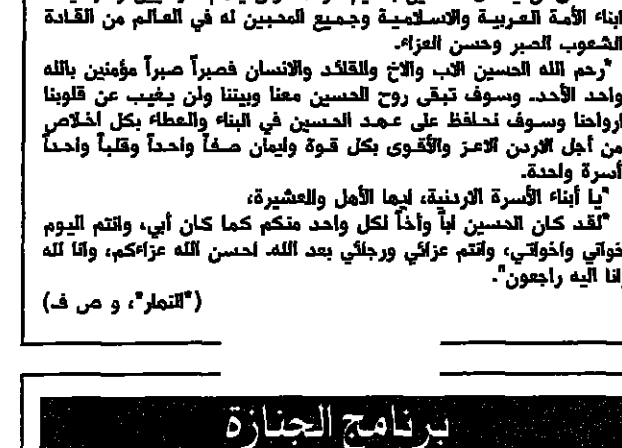 ابناء الأمة العربية والاسلامية وجميع المحبين له في العالم من القادة
الشعوب الصبر وحسن العزاء.
"رحم الله الحسين الاب والاخ والقائد والانسان فصبراً صبراً مؤمنين بالله
واحد الأحد. وسوف تبقى روح الحسين معنا وبيننا ولن يغيب عن قلوبنا
ارواحنا وسوف نحافظ على عهد الحسين في البناء والعطاء بكل اخلاص
من أجل الاردن الاعز والأقوى بكل قوة وايمان صفاً واحداً وقلباً واحداً
أسرة واحدة.
"يا أبناء الأسرة الاردنية، ايها الأهل والعشيرة،
"لقد كان الحسين اباً وأخاً لكل واحد منكم كما كان أبي، وانتم اليوم
خواني واخواتي، وانتم عزائي ورجائي بعد الله. احسن الله عزاءكم، وانا لله
انا اليه راجعون".
("النهار"، و ص ف)
برنامج الجنازة